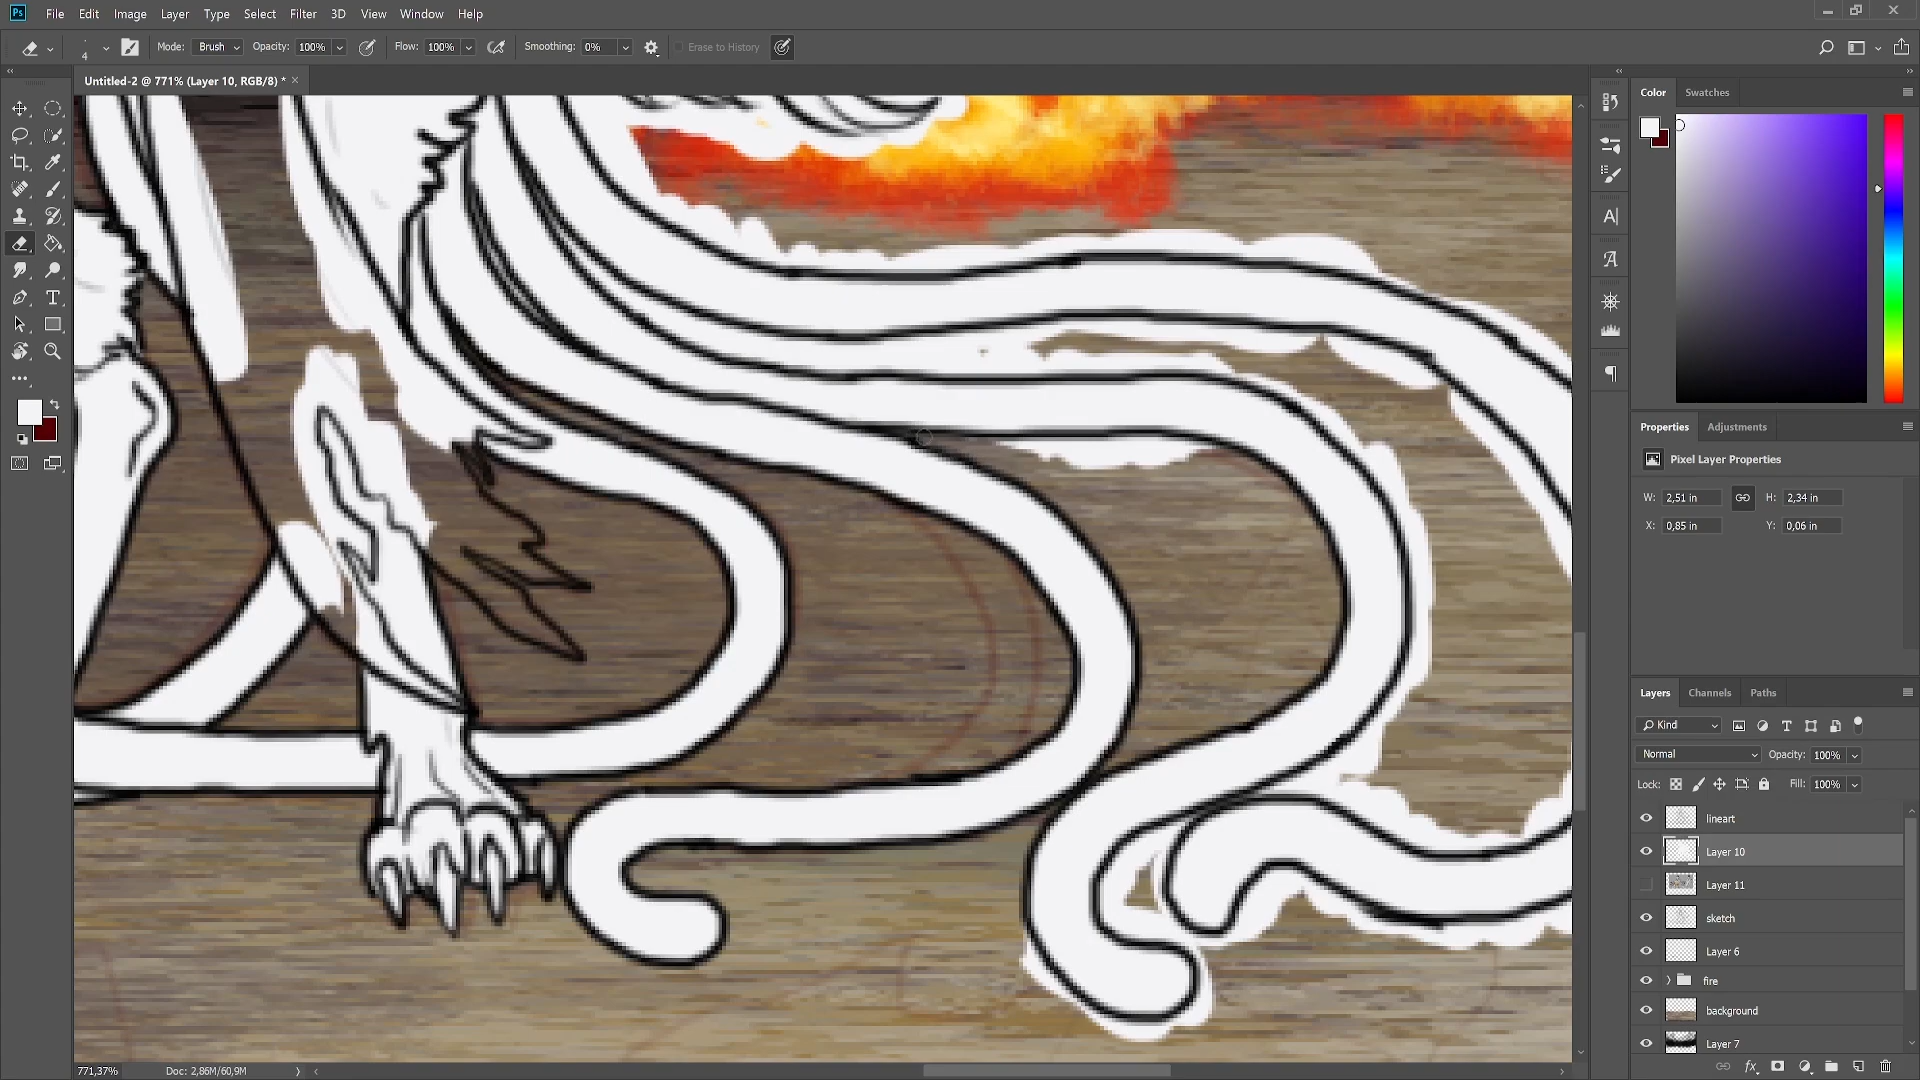 Ps File Edit Image Layer Type Select Filter 3D View Window Help
4 Mode: Brush Opacity: 100% Flow: 100% Smoothing: 0% Erase to History
Untitled-2 @ 771% (Layer 10, RGB/8) * ×
Color Swatches
Properties Adjustments
Pixel Layer Properties
W: 2,51 in H: 2,34 in
X: 0,85 in Y: 0,06 in
Layers Channels Paths
Kind
Normal Opacity: 100%
Lock: Fill: 100%
lineart
Layer 10
Layer 11
sketch
Layer 6
fire
background
Layer 7
771,37% Doc: 2,86M/60,9M